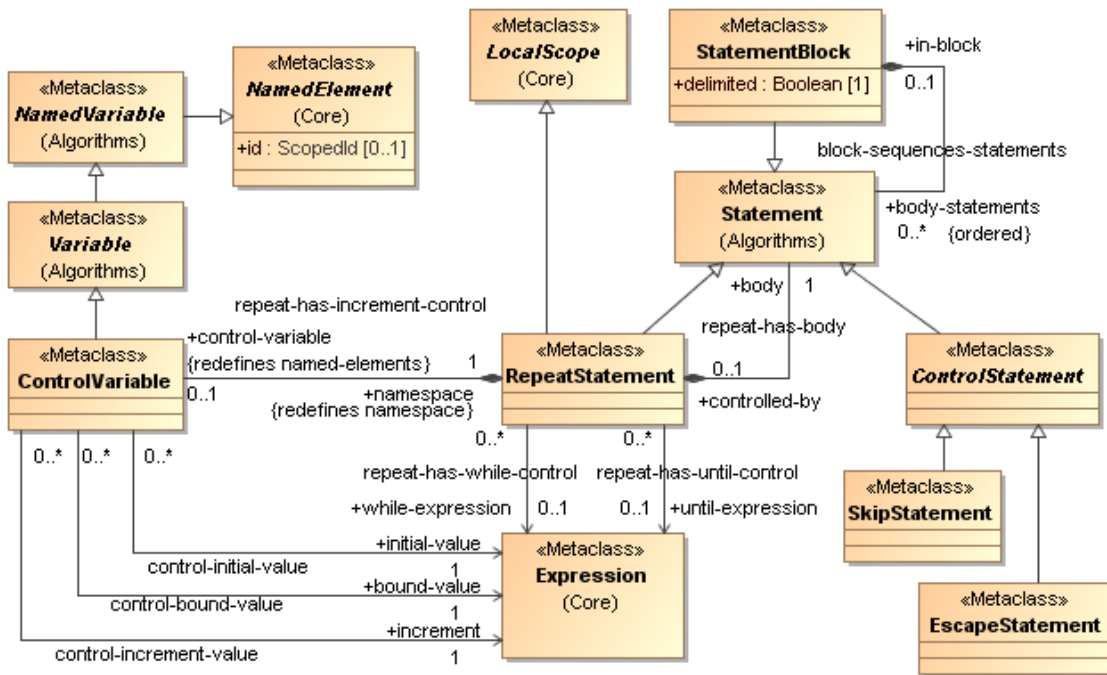 «Metaclass»
LocalScope
(Core)
«Metaclass»
StatementBlock
+delimited : Boolean [1]
+in-block
0..1
«Metaclass»
NamedElement
(Core)
+id : ScopedId [0..1]
«Metaclass»
NamedVariable
(Algorithms)
block-sequences-statements
«Metaclass»
Statement
(Algorithms)
+body-statements
0..* {ordered}
«Metaclass»
Variable
(Algorithms)
+body 1
repeat-has-increment-control
+control-variable
{redefines named-elements} 1
0..1
+namespace
{redefines namespace}
repeat-has-body
0..1
+controlled-by
«Metaclass»
ControlVariable
«Metaclass»
RepeatStatement
«Metaclass»
ControlStatement
0..* 0..* 0..*
0..* 0..*
repeat-has-while-control
repeat-has-until-control
+while-expression 0..1
0..1 +until-expression
«Metaclass»
SkipStatement
+initial-value
control-initial-value 1
+bound-value
control-bound-value 1
+increment
control-increment-value 1
«Metaclass»
Expression
(Core)
«Metaclass»
EscapeStatement